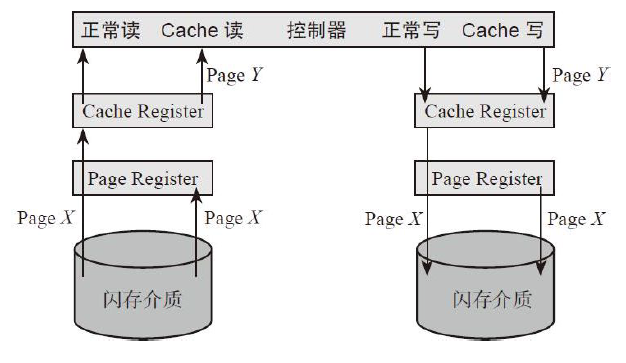 正常读 Cache 读 控制器 正常写 Cache 写
Page Y Page Y
Cache Register Cache Register
Page Register Page Register
Page X Page X Page X Page X
闪存介质 闪存介质